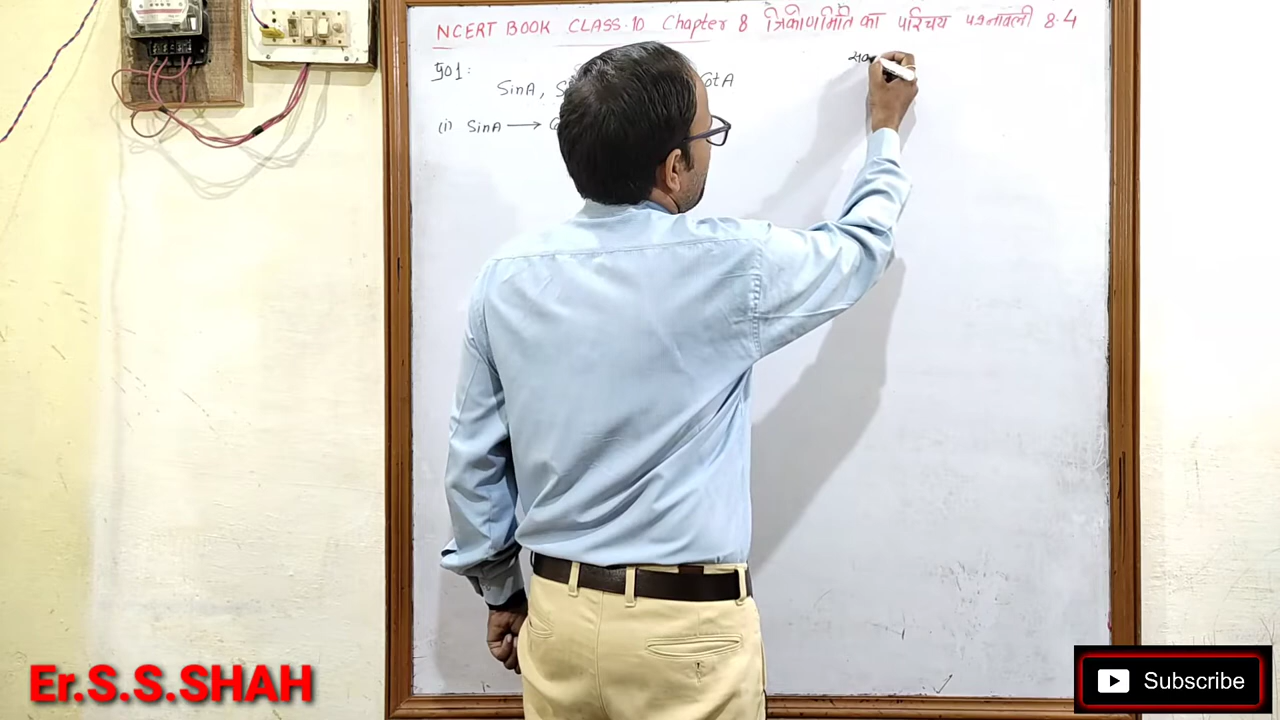 NCERT BOOK CLASS-10 Chapter 8 त्रिकोणमिति का परिचय प्रश्नावली 8.4
प्र01:
SinA, S CotA
(i) SinA →
Er.S.S.SHAH
Subscribe